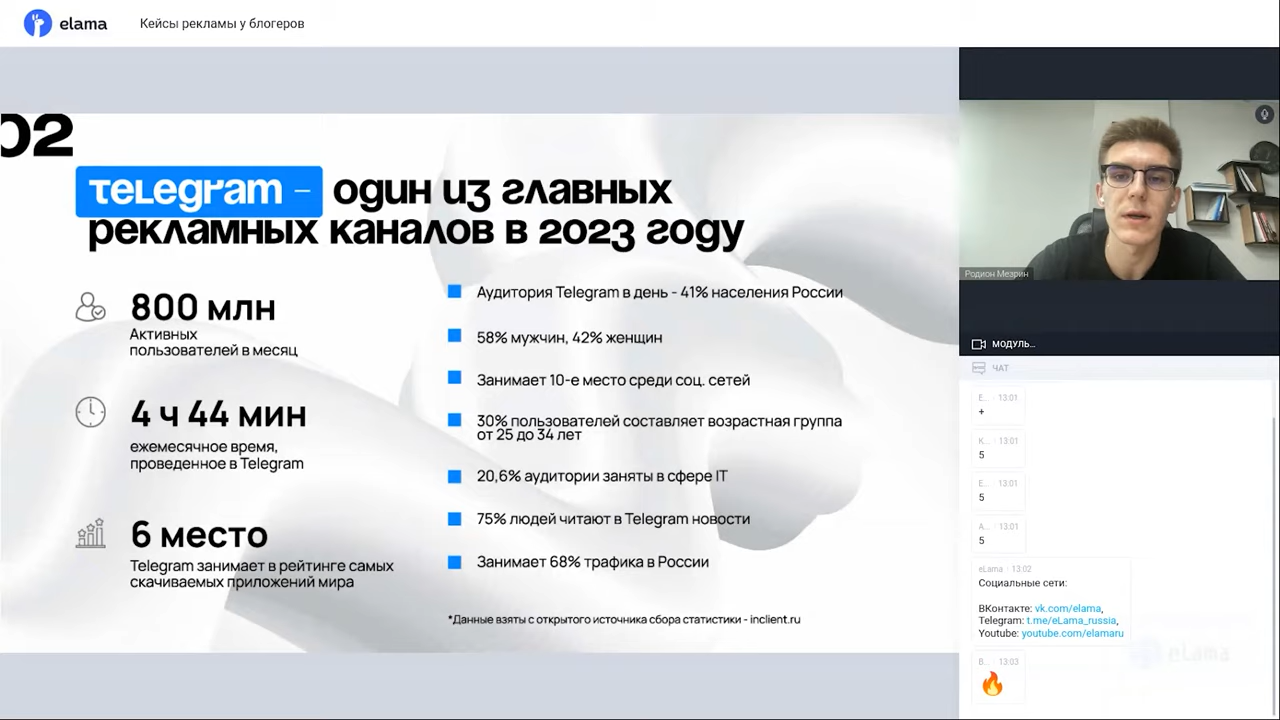 elama
Кейсы рекламы у блогеров
02
Telegram –
один из главных
рекламных каналов в 2023 году
800 млн
Активных
пользователей в месяц
4 ч 44 мин
ежемесячное время,
проведенное в Telegram
6 место
Telegram занимает в рейтинге самых
скачиваемых приложений мира
Аудитория Telegram в день - 41% населения России
58% мужчин, 42% женщин
Занимает 10-е место среди соц. сетей
30% пользователей составляет возрастная группа
от 25 до 34 лет
20,6% аудитории заняты в сфере IT
75% людей читают в Telegram новости
Занимает 68% трафика в России
*Данные взяты с открытого источника сбора статистики - inclient.ru
Родион Мезрин
модуль…
ЧАТ
Е… 13:01
+
К… 13:01
5
Е… 13:01
5
А… 13:01
5
eLama 13:02
Социальные сети:
ВКонтакте: vk.com/elama,
Telegram: t.me/eLama_russia,
Youtube: youtube.com/elamaru
В… 13:03
eLama